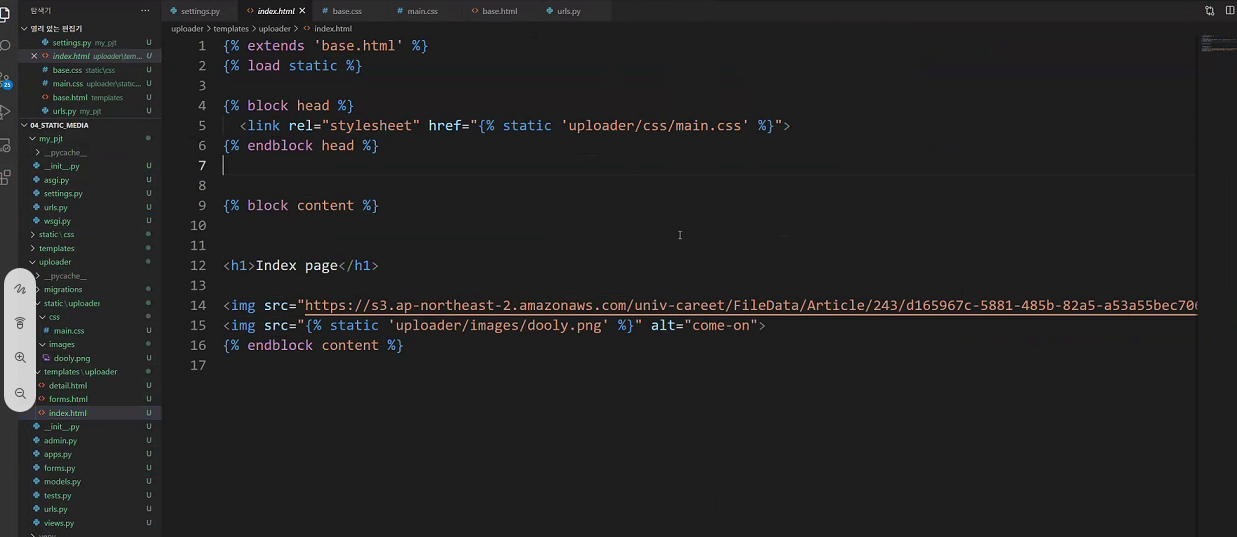 탐색기 ···
열려 있는 편집기
settings.py my_pjt U
index.html uploader\tem... U
base.css static\css U
main.css uploader\static... U
base.html templates U
urls.py my_pjt U
04_STATIC_MEDIA
my_pjt
__pycache__
__init__.py U
asgi.py U
settings.py U
urls.py U
wsgi.py U
static\css
templates
uploader
__pycache__
migrations
static\uploader
css
main.css U
images
dooly.png U
templates\uploader
detail.html U
forms.html U
index.html U
__init__.py U
admin.py U
apps.py U
forms.py U
models.py U
tests.py U
urls.py U
views.py U
venv
25
settings.py index.html base.css main.css base.html urls.py
uploader > templates > uploader > index.html
1 {% extends 'base.html' %}
2 {% load static %}
3
4 {% block head %}
5 <link rel="stylesheet" href="{% static 'uploader/css/main.css' %}">
6 {% endblock head %}
7
8
9 {% block content %}
10
11
12 <h1>Index page</h1>
13
14 <img src="https://s3.ap-northeast-2.amazonaws.com/univ-careet/FileData/Article/243/d165967c-5881-485b-82a5-a53a55bec70
15 <img src="{% static 'uploader/images/dooly.png' %}" alt="come-on">
16 {% endblock content %}
17